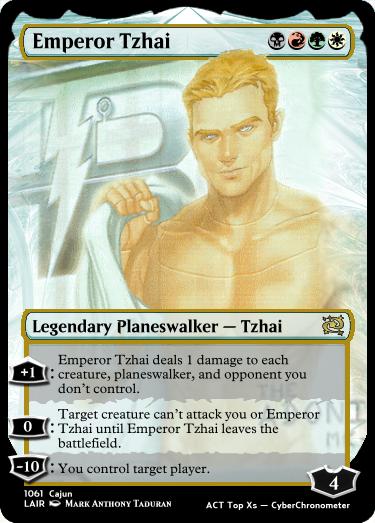 Emperor Tzhai
Legendary Planeswalker — Tzhai
+1: Emperor Tzhai deals 1 damage to each
creature, planeswalker, and opponent you
don't control.
0: Target creature can't attack you or Emperor
Tzhai until Emperor Tzhai leaves the
battlefield.
-10: You control target player.
4
1061 Cajun
LAIR Mark Anthony Taduran
ACT Top Xs — CyberChronometer